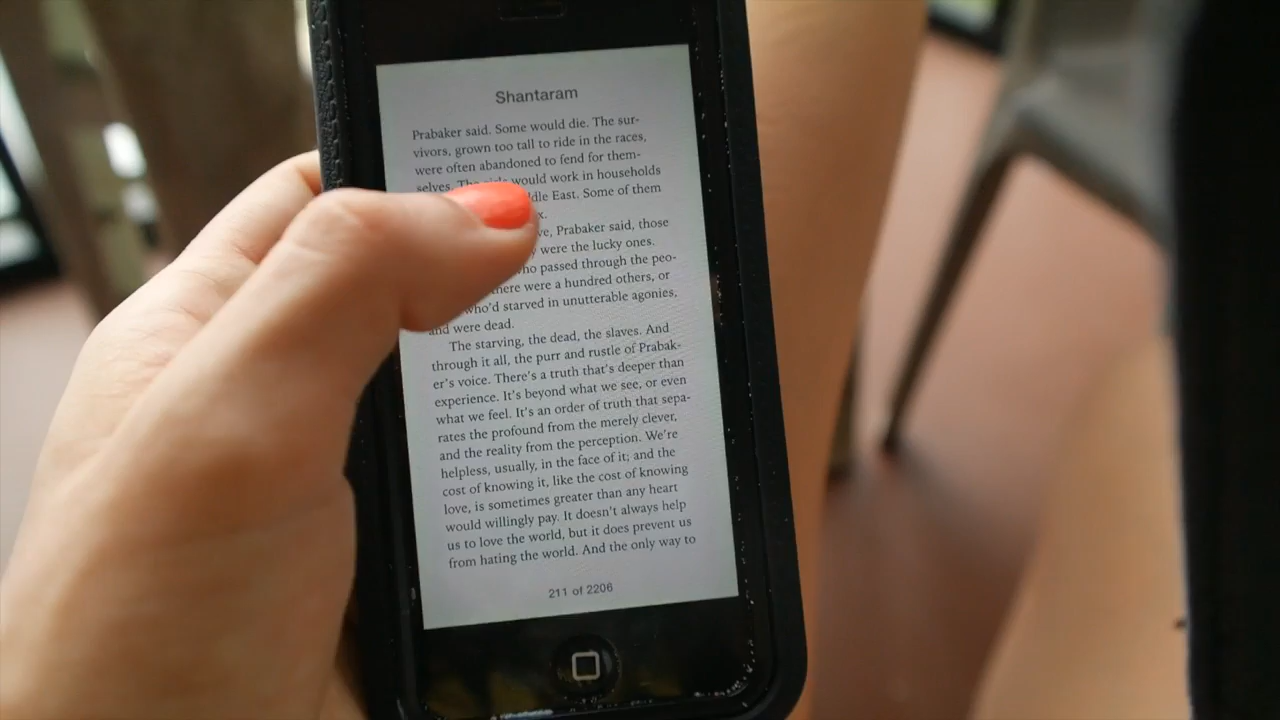 Shantaram
Prabaker said. Some would die. The sur-
vivors, grown too tall to ride in the races,
were often abandoned to fend for them-
selves. The girls would work in households
dle East. Some of them
x.
ve, Prabaker said, those
were the lucky ones.
who passed through the peo-
there were a hundred others, or
who'd starved in unutterable agonies,
and were dead.
The starving, the dead, the slaves. And
through it all, the purr and rustle of Prabak-
er's voice. There's a truth that's deeper than
experience. It's beyond what we see, or even
what we feel. It's an order of truth that sepa-
rates the profound from the merely clever,
and the reality from the perception. We're
helpless, usually, in the face of it; and the
cost of knowing it, like the cost of knowing
love, is sometimes greater than any heart
would willingly pay. It doesn't always help
us to love the world, but it does prevent us
from hating the world. And the only way to
211 of 2206